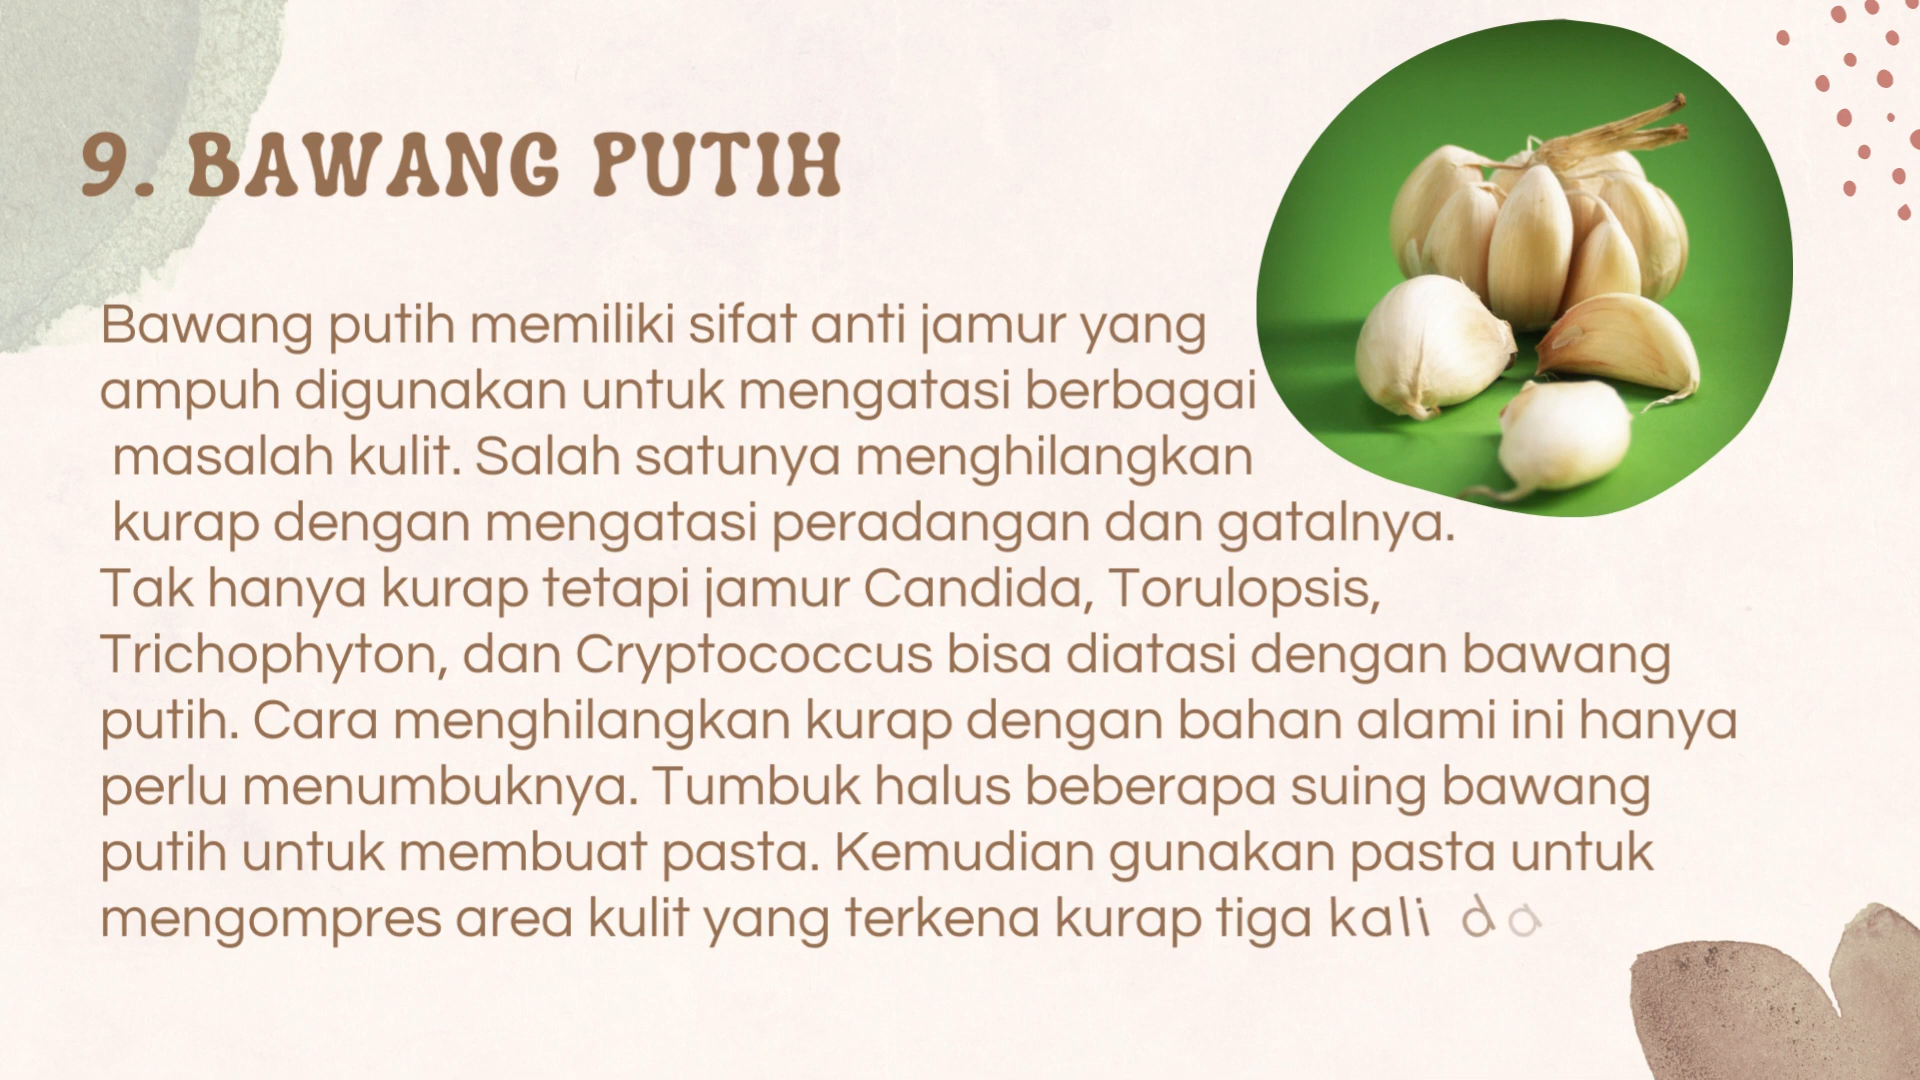 9. BAWANG PUTIH
Bawang putih memiliki sifat anti jamur yang
ampuh digunakan untuk mengatasi berbagai
masalah kulit. Salah satunya menghilangkan
kurap dengan mengatasi peradangan dan gatalnya.
Tak hanya kurap tetapi jamur Candida, Torulopsis,
Trichophyton, dan Cryptococcus bisa diatasi dengan bawang
putih. Cara menghilangkan kurap dengan bahan alami ini hanya
perlu menumbuknya. Tumbuk halus beberapa suing bawang
putih untuk membuat pasta. Kemudian gunakan pasta untuk
mengompres area kulit yang terkena kurap tiga kali da